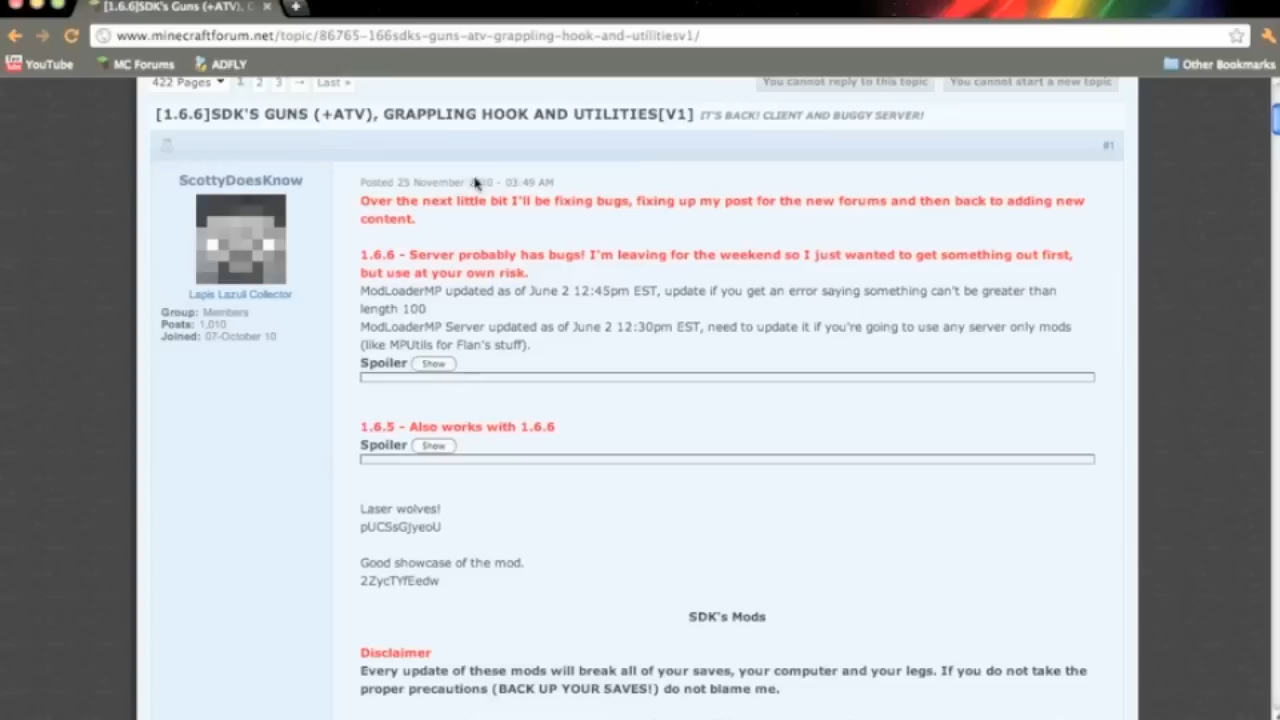 [1.6.6]SDK's Guns (+ATV), C
www.minecraftforum.net/topic/86765-166sdks-guns-atv-grappling-hook-and-utilitiesv1/
YouTube MC Forums ADFLY Other Bookmarks
422 Pages 1 2 3 → Last » You cannot reply to this topic You cannot start a new topic
[1.6.6]SDK'S GUNS (+ATV), GRAPPLING HOOK AND UTILITIES[V1] IT'S BACK! CLIENT AND BUGGY SERVER!
#1
ScottyDoesKnow
Lapis Lazuli Collector
Group: Members
Posts: 1,010
Joined: 07-October 10
Posted 25 November - 03:49 AM
Over the next little bit I'll be fixing bugs, fixing up my post for the new forums and then back to adding new
content.
1.6.6 - Server probably has bugs! I'm leaving for the weekend so I just wanted to get something out first,
but use at your own risk.
ModLoaderMP updated as of June 2 12:45pm EST, update if you get an error saying something can't be greater than
length 100
ModLoaderMP Server updated as of June 2 12:30pm EST, need to update it if you're going to use any server only mods
(like MPUtils for Flan's stuff).
Spoiler Show
1.6.5 - Also works with 1.6.6
Spoiler Show
Laser wolves!
pUCSsGJyeoU
Good showcase of the mod.
2ZycTYfEedw
SDK's Mods
Disclaimer
Every update of these mods will break all of your saves, your computer and your legs. If you do not take the
proper precautions (BACK UP YOUR SAVES!) do not blame me.